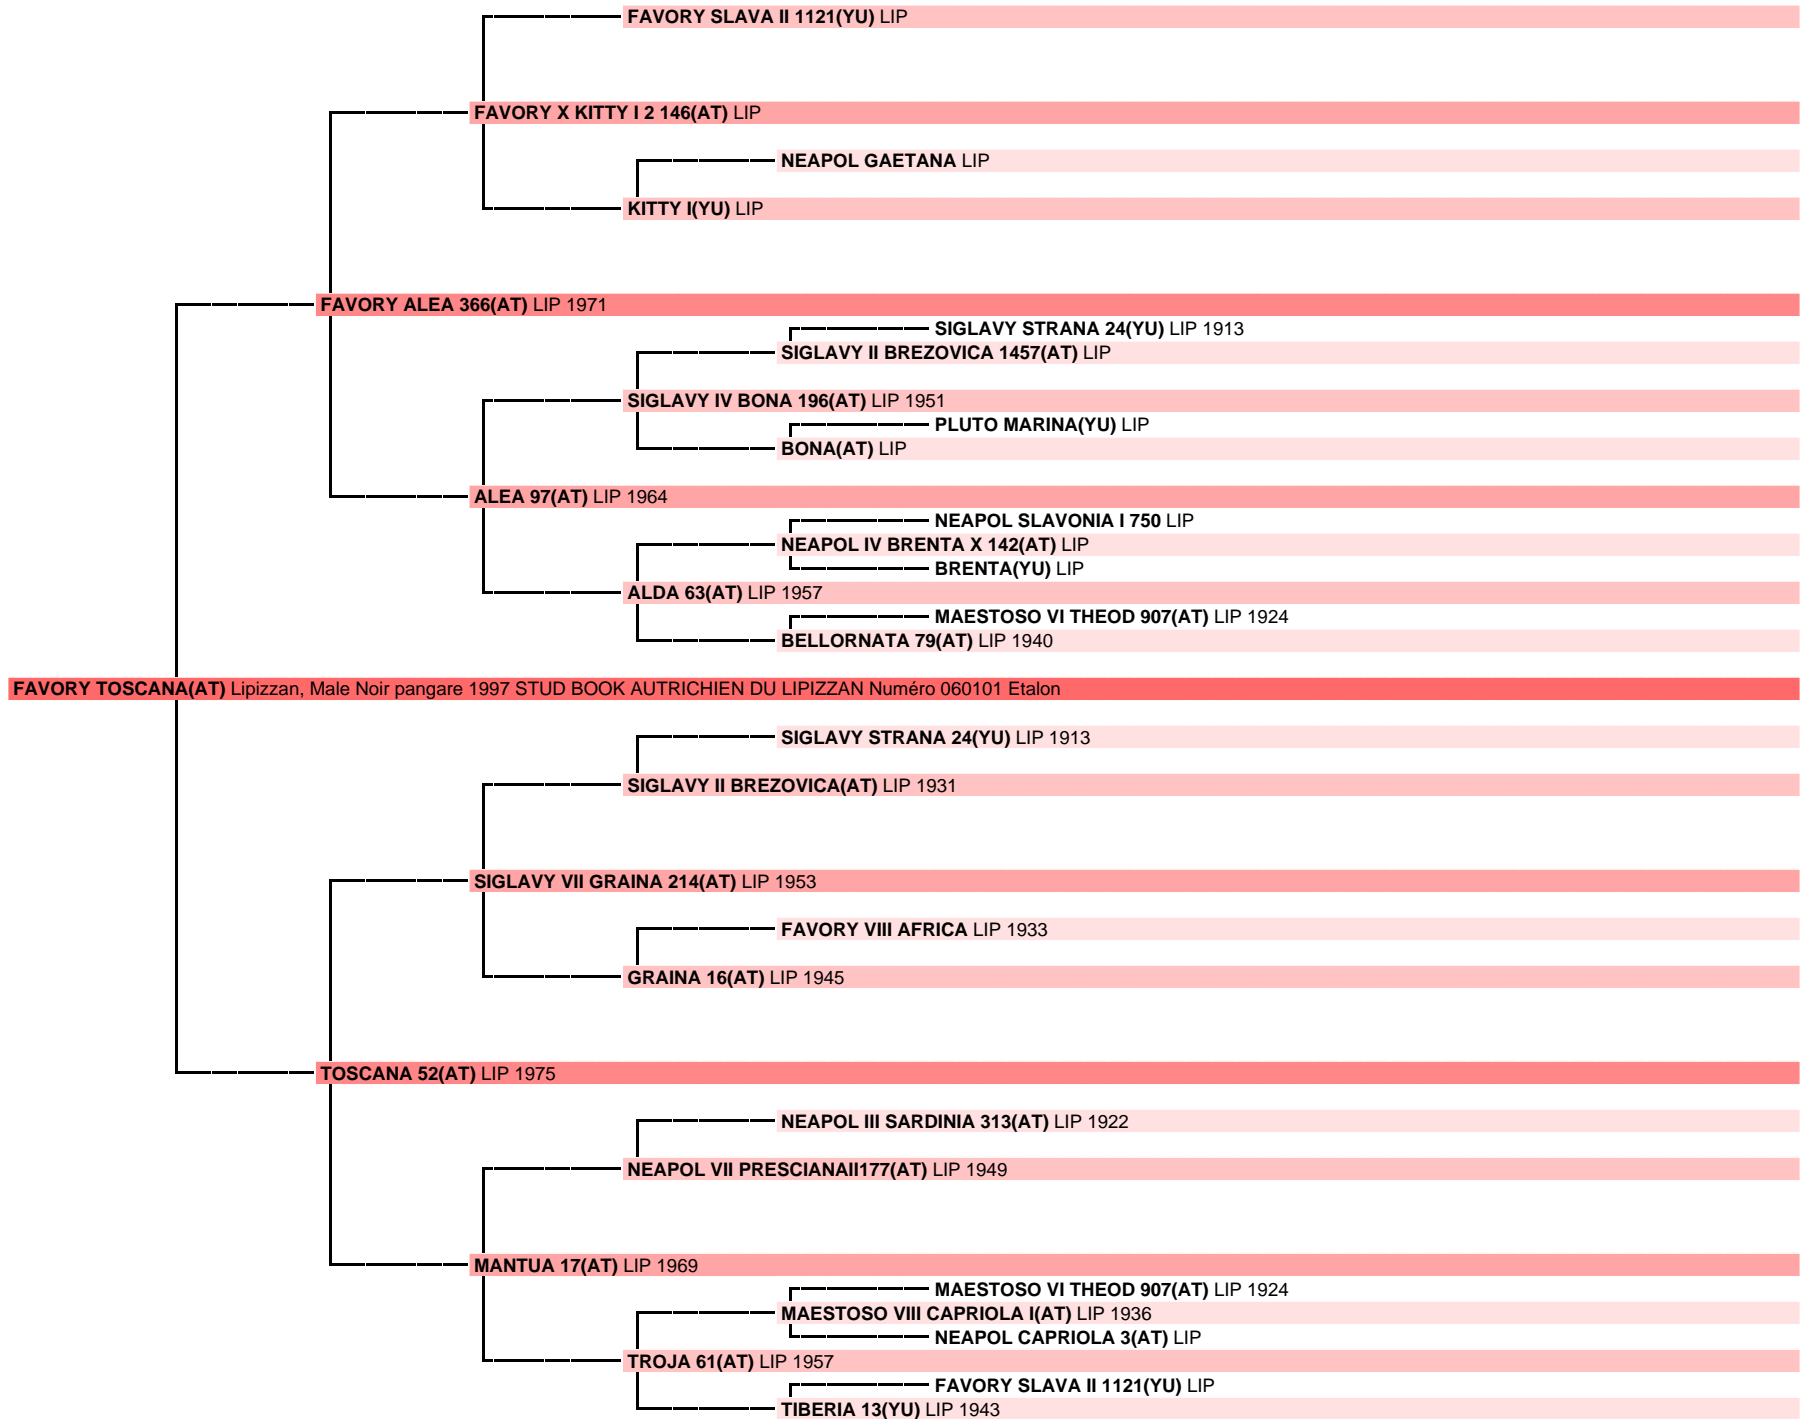 FAVORY SLAVA II 1121(YU) LIP
FAVORY X KITTY I 2 146(AT) LIP
NEAPOL GAETANA LIP
KITTY I(YU) LIP
FAVORY ALEA 366(AT) LIP 1971
SIGLAVY STRANA 24(YU) LIP 1913
SIGLAVY II BREZOVICA 1457(AT) LIP
SIGLAVY IV BONA 196(AT) LIP 1951
PLUTO MARINA(YU) LIP
BONA(AT) LIP
ALEA 97(AT) LIP 1964
NEAPOL SLAVONIA I 750 LIP
NEAPOL IV BRENTA X 142(AT) LIP
BRENTA(YU) LIP
ALDA 63(AT) LIP 1957
MAESTOSO VI THEOD 907(AT) LIP 1924
BELLORNATA 79(AT) LIP 1940
FAVORY TOSCANA(AT) Lipizzan, Male Noir pangare 1997 STUD BOOK AUTRICHIEN DU LIPIZZAN Numéro 060101 Etalon
SIGLAVY STRANA 24(YU) LIP 1913
SIGLAVY II BREZOVICA(AT) LIP 1931
SIGLAVY VII GRAINA 214(AT) LIP 1953
FAVORY VIII AFRICA LIP 1933
GRAINA 16(AT) LIP 1945
TOSCANA 52(AT) LIP 1975
NEAPOL III SARDINIA 313(AT) LIP 1922
NEAPOL VII PRESCIANAII177(AT) LIP 1949
MANTUA 17(AT) LIP 1969
MAESTOSO VI THEOD 907(AT) LIP 1924
MAESTOSO VIII CAPRIOLA I(AT) LIP 1936
NEAPOL CAPRIOLA 3(AT) LIP
TROJA 61(AT) LIP 1957
FAVORY SLAVA II 1121(YU) LIP
TIBERIA 13(YU) LIP 1943